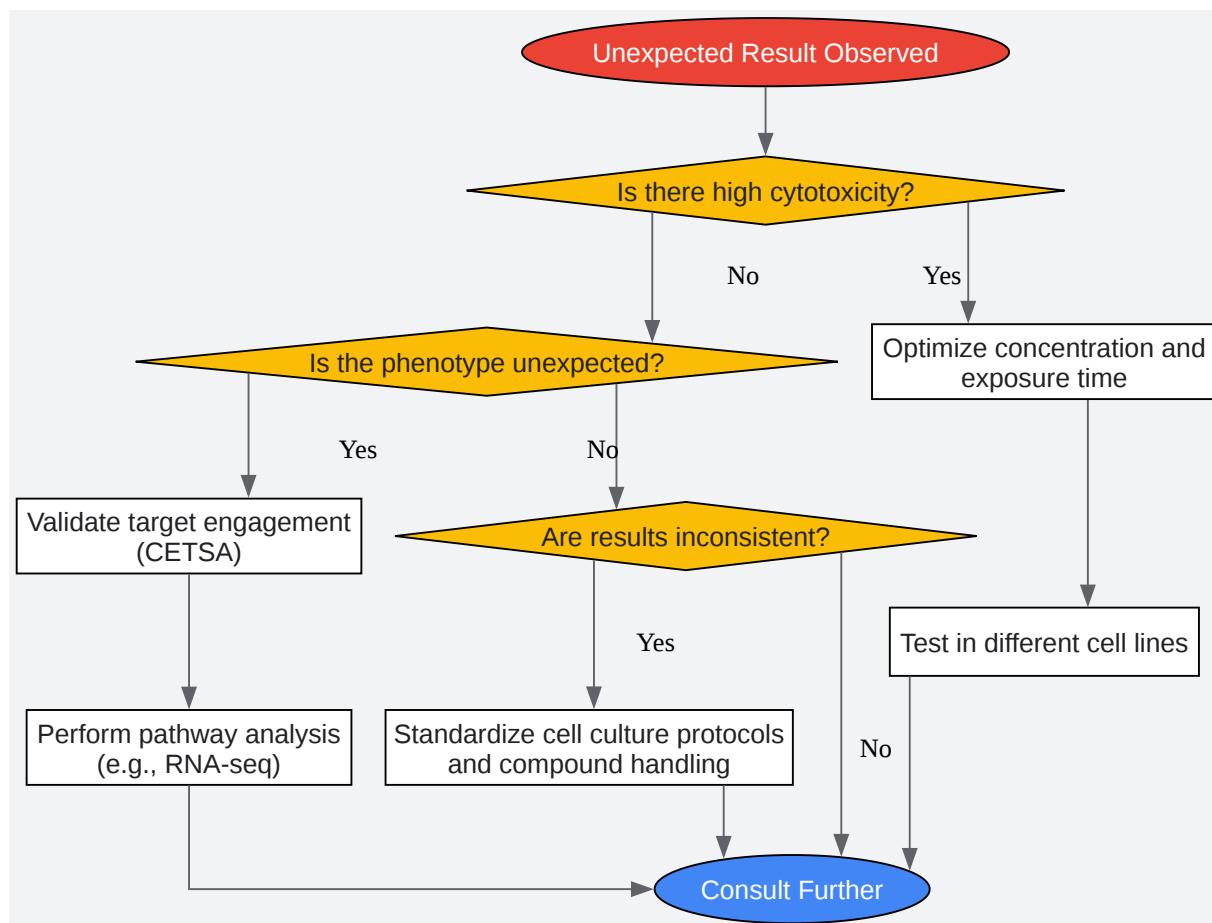 Unexpected Result Observed
Is there high cytotoxicity?
No
Yes
Is the phenotype unexpected?
Optimize concentration and
exposure time
Yes
No
Validate target engagement
(CETSA)
Are results inconsistent?
Yes
Test in different cell lines
Perform pathway analysis
(e.g., RNA-seq)
Standardize cell culture protocols
and compound handling
No
Consult Further